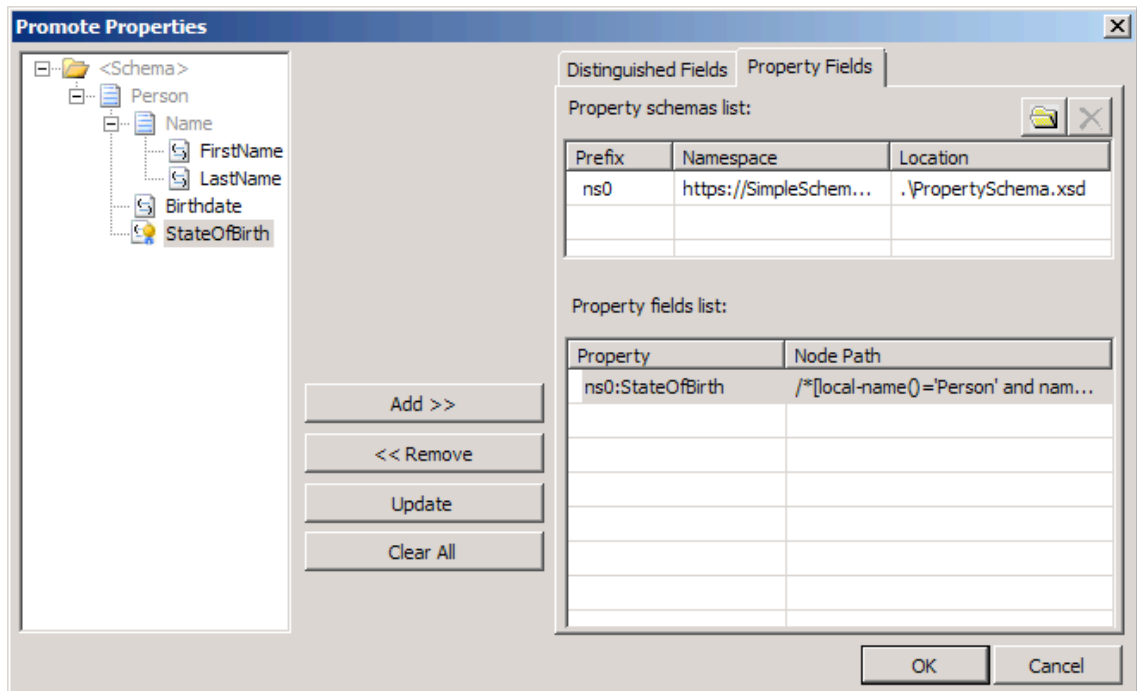 Promote Properties
<Schema>
Person
Name
FirstName
LastName
Birthdate
StateOfBirth
Add >>
<< Remove
Update
Clear All
Distinguished Fields Property Fields
Property schemas list:
Prefix Namespace Location
ns0 https://SimpleSchem... .\PropertySchema.xsd
Property fields list:
Property Node Path
ns0:StateOfBirth /*[local-name()='Person' and nam...
OK Cancel